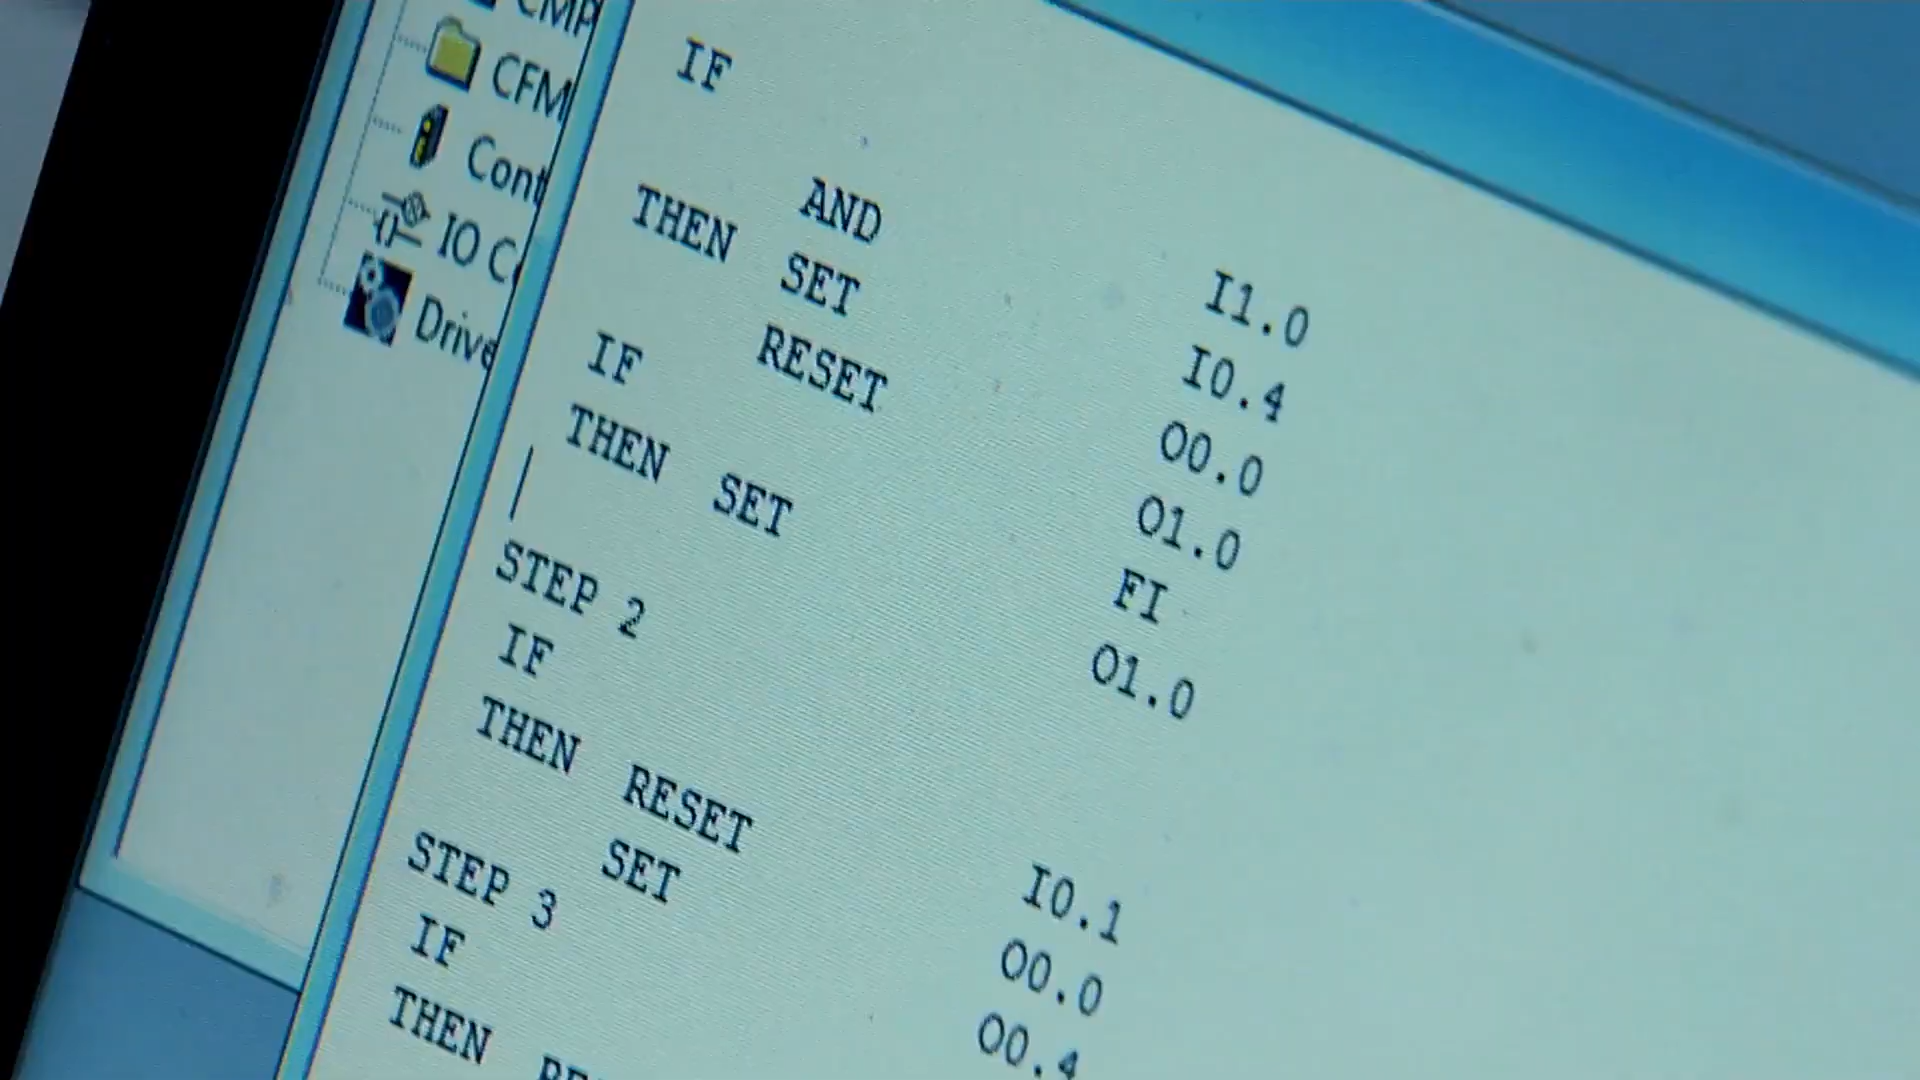 CMP
CFM
Cont
IO C
Drive
IF I1.0
AND I0.4
THEN SET O0.0
RESET O1.0
IF FI
THEN SET O1.0
STEP 2
IF I0.1
THEN RESET O0.0
SET O0.4
STEP 3
IF
THEN